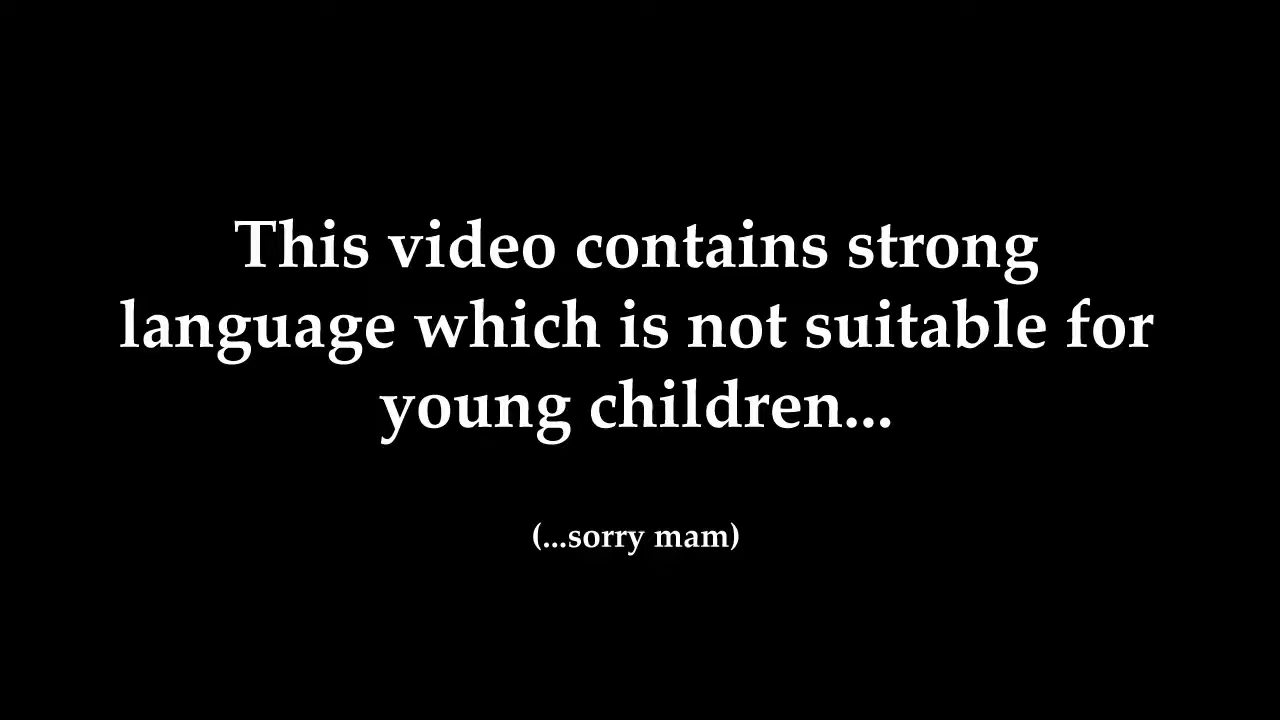 This video contains strong
language which is not suitable for
young children...
(...sorry mam)